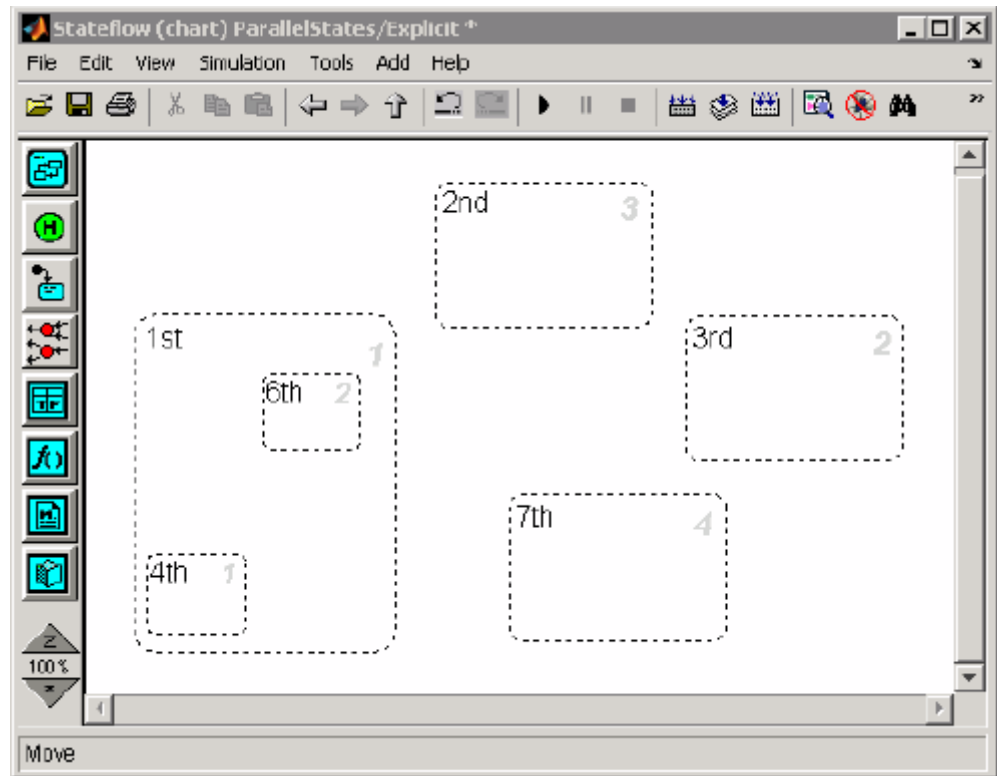 Stateflow (chart) ParallelStates/Explicit *
File Edit View Simulation Tools Add Help
2nd 3
1st 1
3rd 2
6th 2
7th 4
4th 1
100%
Move